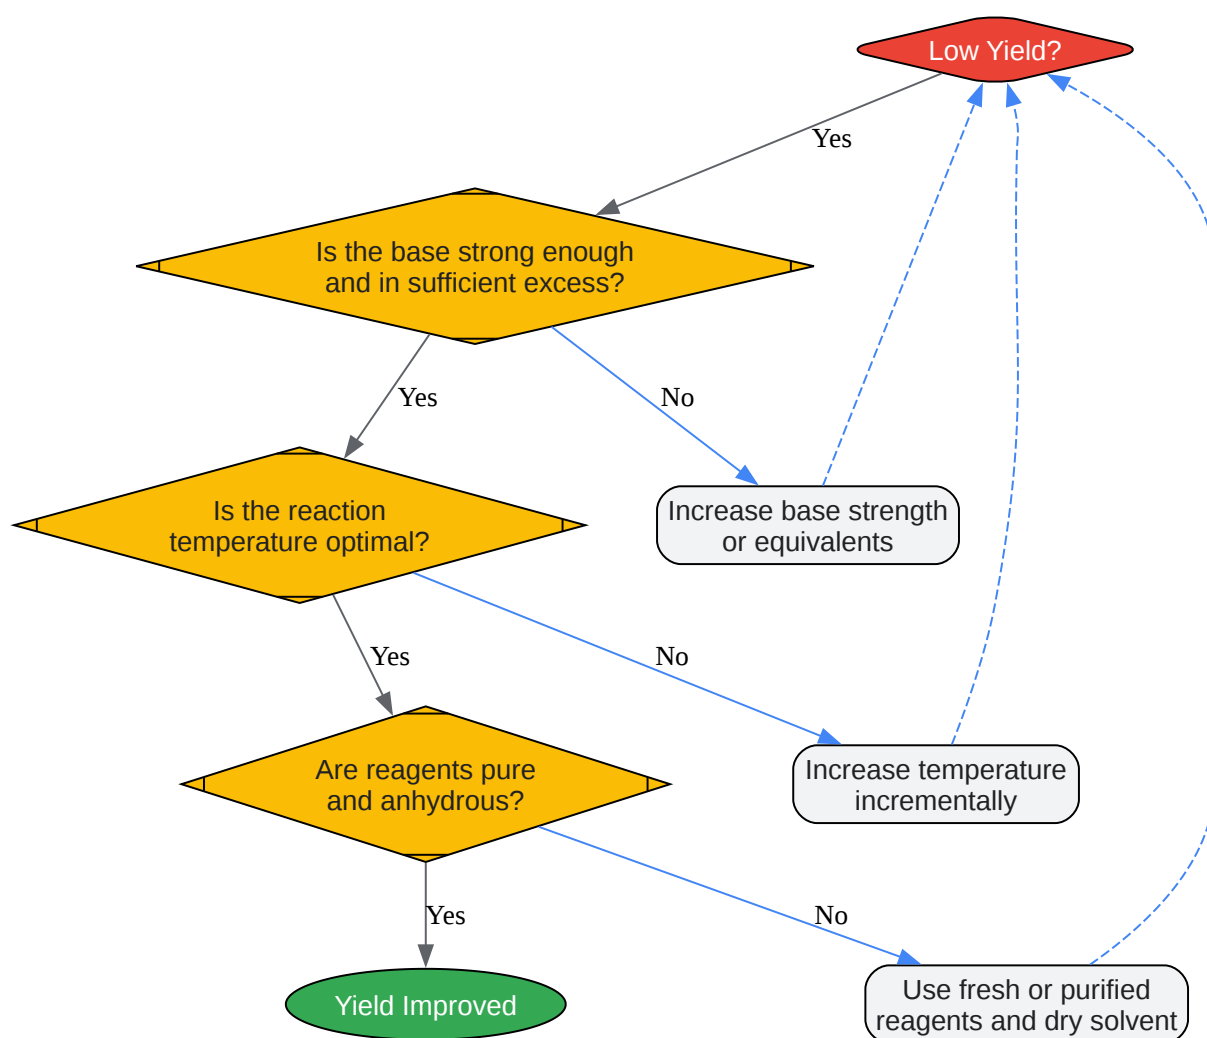 Low Yield?
Yes
Is the base strong enough
and in sufficient excess?
Yes
No
Is the reaction
temperature optimal?
Increase base strength
or equivalents
Yes
No
Are reagents pure
and anhydrous?
Increase temperature
incrementally
Yes
No
Yield Improved
Use fresh or purified
reagents and dry solvent